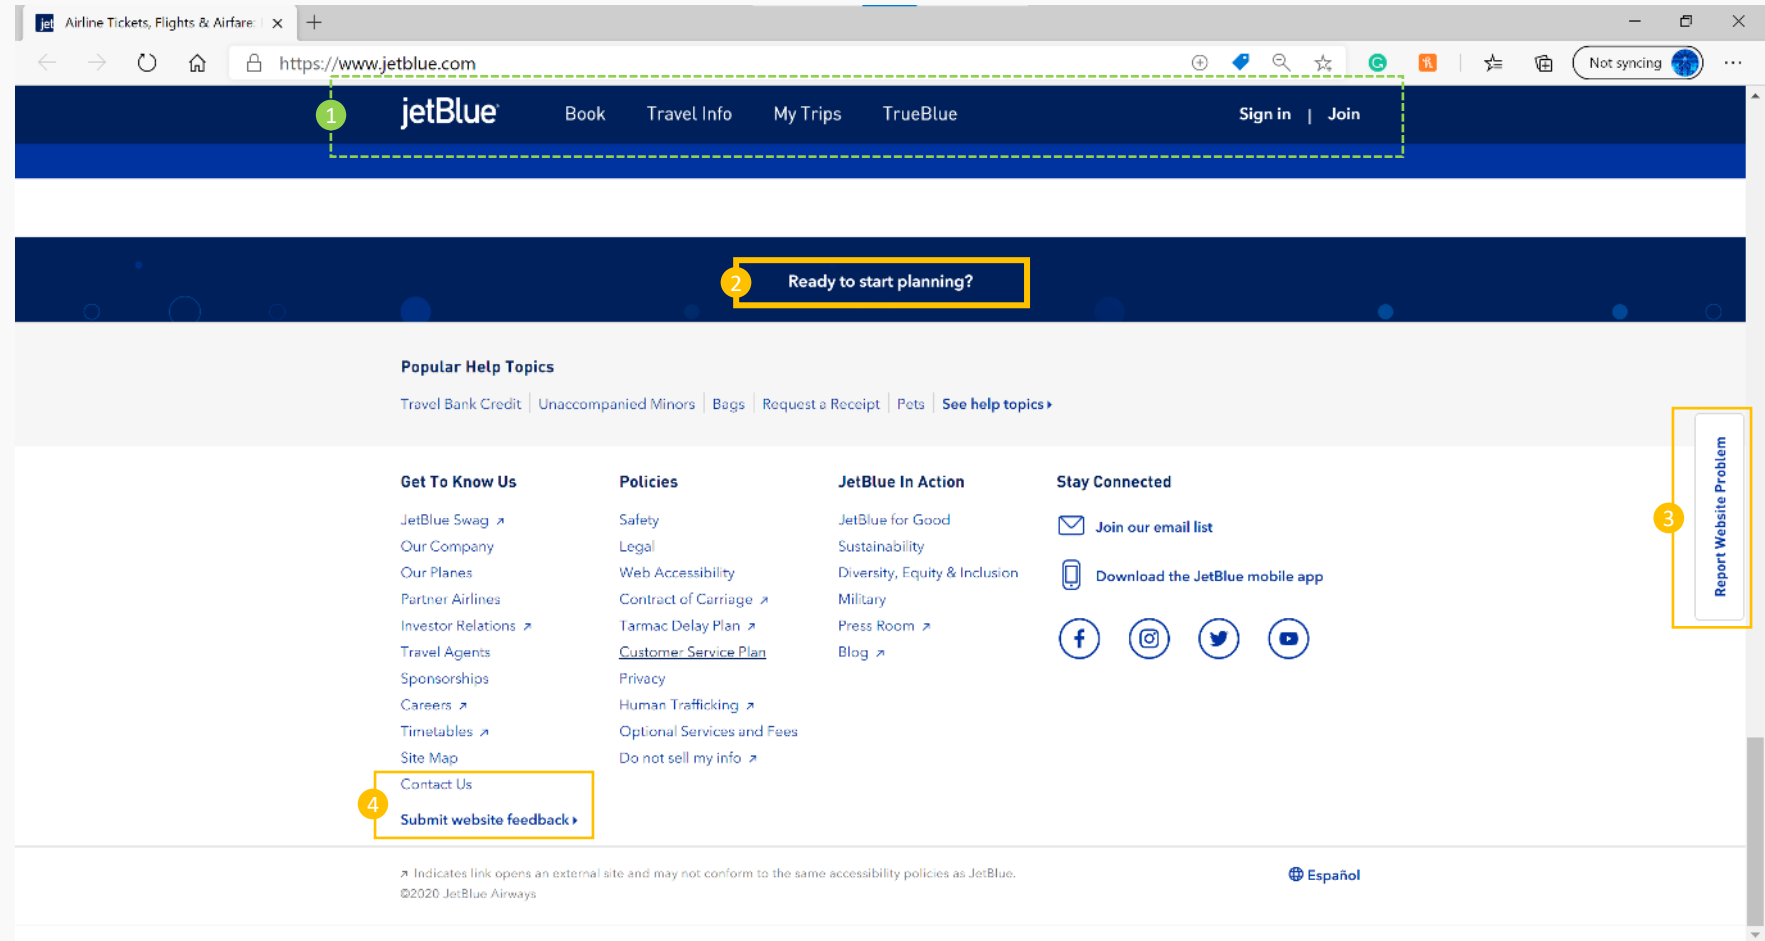 jet Airline Tickets, Flights & Airfare:
https://www.jetblue.com
Not syncing
1
jetBlue Book Travel Info My Trips TrueBlue Sign in | Join
2 Ready to start planning?
Popular Help Topics
Travel Bank Credit Unaccompanied Minors Bags Request a Receipt Pets See help topics
3 Report Website Problem
Get To Know Us
JetBlue Swag
Our Company
Our Planes
Partner Airlines
Investor Relations
Travel Agents
Sponsorships
Careers
Timetables
Site Map
4
Contact Us
Submit website feedback
Policies
Safety
Legal
Web Accessibility
Contract of Carriage
Tarmac Delay Plan
Customer Service Plan
Privacy
Human Trafficking
Optional Services and Fees
Do not sell my info
JetBlue In Action
JetBlue for Good
Sustainability
Diversity, Equity & Inclusion
Military
Press Room
Blog
Stay Connected
Join our email list
Download the JetBlue mobile app
Indicates link opens an external site and may not conform to the same accessibility policies as JetBlue.
©2020 JetBlue Airways
Español